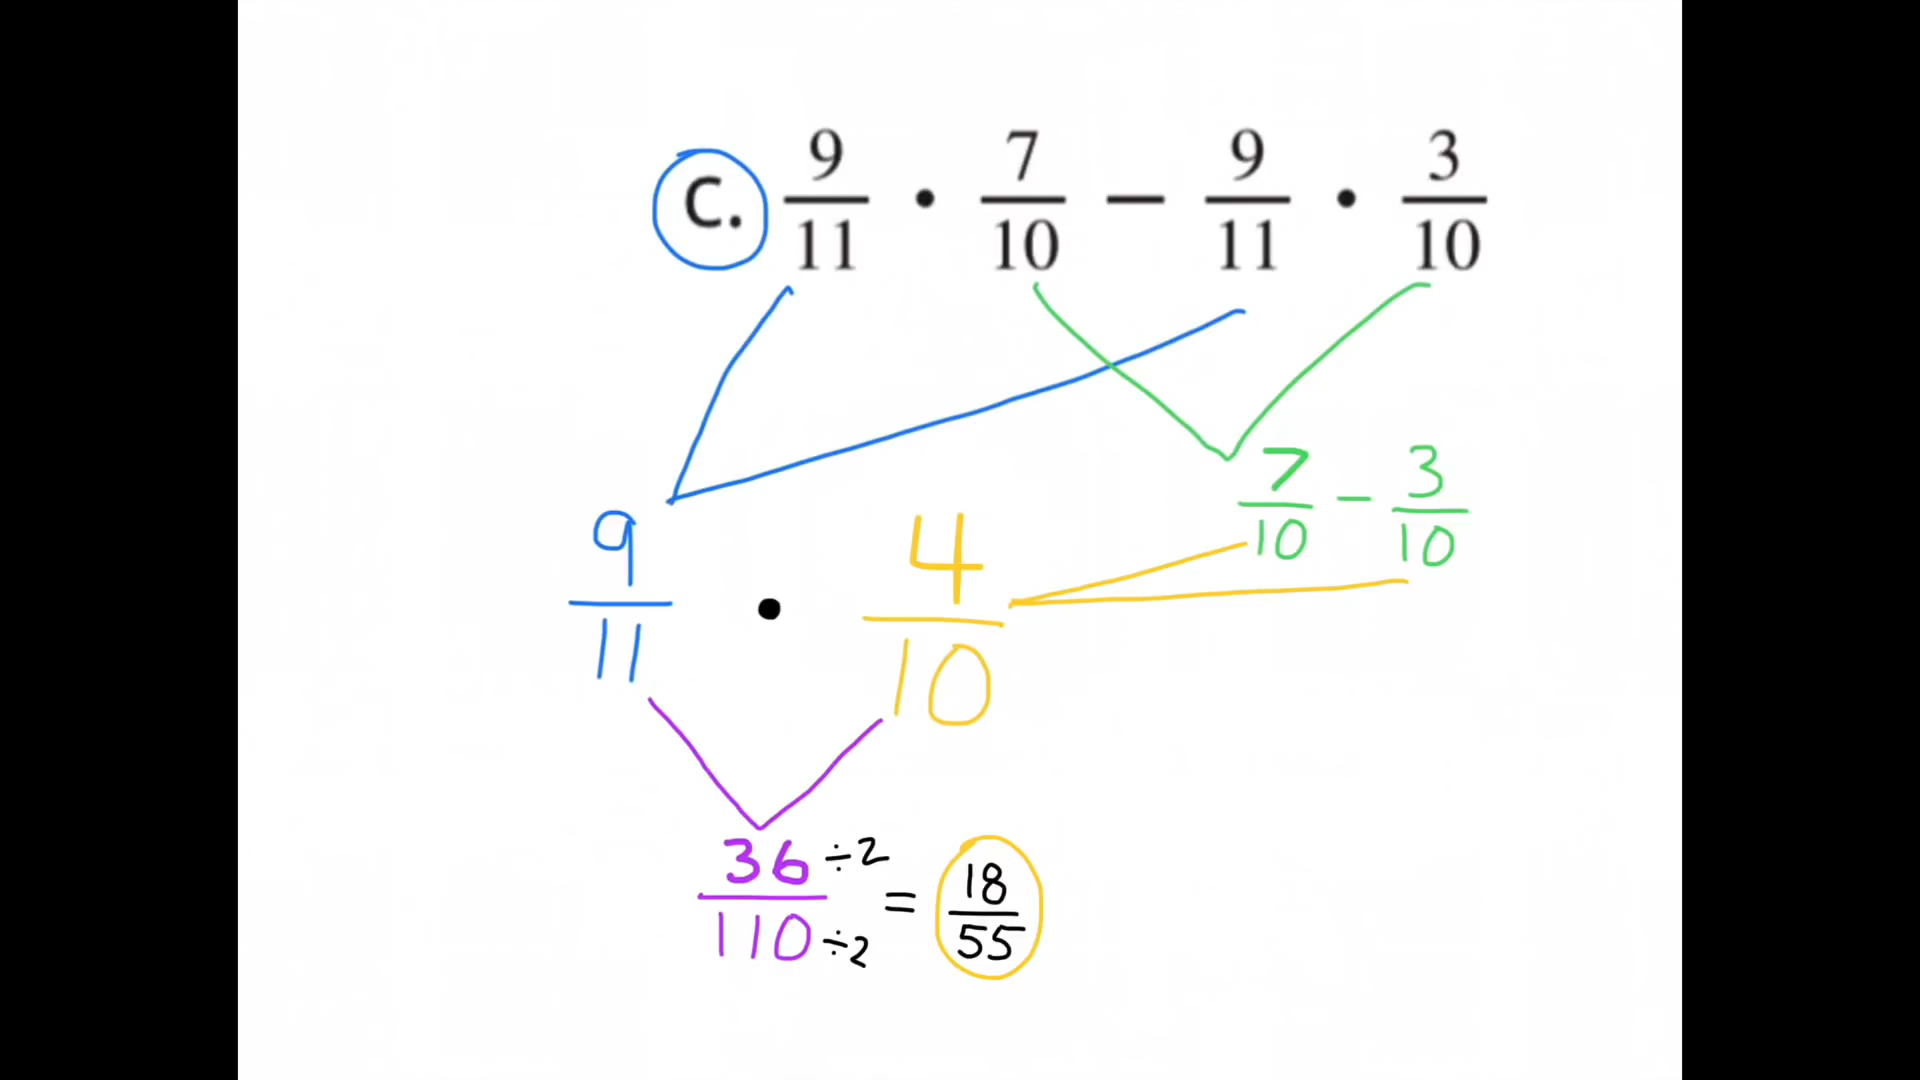 C. 9/11 • 7/10 − 9/11 • 3/10
7/10 − 3/10
9/11 • 4/10
36÷2/110÷2 = 18/55